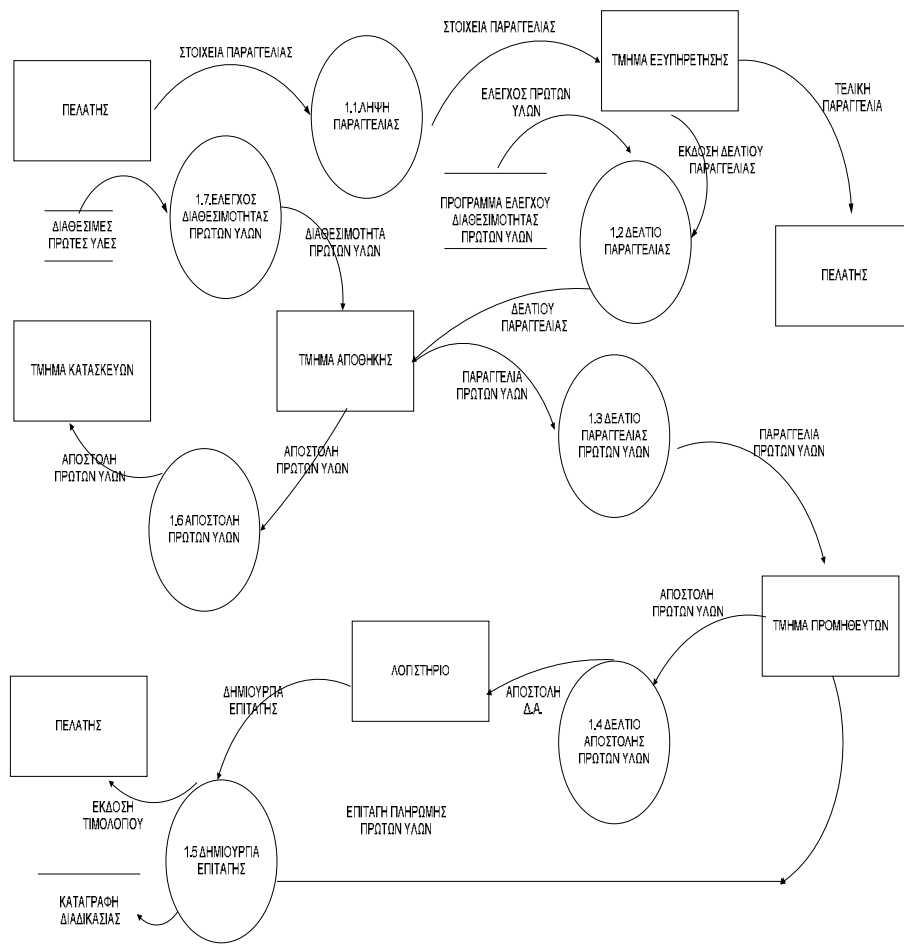 ΣΤΟΙΧΕΙΑ ΠΑΡΑΓΓΕΛΙΑΣ
ΣΤΟΙΧΕΙΑ ΠΑΡΑΓΓΕΛΙΑΣ
ΠΕΛΑΤΗΣ
1.1.ΛΗΨΗ
ΠΑΡΑΓΓΕΛΙΑΣ
ΕΛΕΓΧΟΣ ΠΡΩΤΩΝ
ΥΛΩΝ
ΤΜΗΜΑ ΕΞΥΠΗΡΕΤΗΣΗΣ
ΤΕΛΙΚΗ
ΠΑΡΑΓΓΕΛΙΑ
ΕΚΔΟΣΗ ΔΕΛΤΙΟΥ
ΠΑΡΑΓΓΕΛΙΑΣ
ΔΙΑΘΕΣΙΜΕΣ
ΠΡΩΤΕΣ ΥΛΕΣ
1.7.ΕΛΕΓΧΟΣ
ΔΙΑΘΕΣΙΜΟΤΗΤΑΣ
ΠΡΩΤΩΝ ΥΛΩΝ
ΔΙΑΘΕΣΙΜΟΤΗΤΑ
ΠΡΩΤΩΝ ΥΛΩΝ
ΠΡΟΓΡΑΜΜΑ ΕΛΕΓΧΟΥ
ΔΙΑΘΕΣΙΜΟΤΗΤΑΣ
ΠΡΩΤΩΝ ΥΛΩΝ
1.2 ΔΕΛΤΙΟ
ΠΑΡΑΓΓΕΛΙΑΣ
ΠΕΛΑΤΗΣ
ΔΕΛΤΙΟΥ
ΠΑΡΑΓΓΕΛΙΑΣ
ΤΜΗΜΑ ΚΑΤΑΣΚΕΥΩΝ
ΤΜΗΜΑ ΑΠΟΘΗΚΗΣ
ΠΑΡΑΓΓΕΛΙΑ
ΠΡΩΤΩΝ ΥΛΩΝ
1.3 ΔΕΛΤΙΟ
ΠΑΡΑΓΓΕΛΙΑΣ
ΠΡΩΤΩΝ ΥΛΩΝ
ΠΑΡΑΓΓΕΛΙΑ
ΠΡΩΤΩΝ ΥΛΩΝ
ΑΠΟΣΤΟΛΗ
ΠΡΩΤΩΝ ΥΛΩΝ
ΑΠΟΣΤΟΛΗ
ΠΡΩΤΩΝ ΥΛΩΝ
1.6 ΑΠΟΣΤΟΛΗ
ΠΡΩΤΩΝ ΥΛΩΝ
ΑΠΟΣΤΟΛΗ
ΠΡΩΤΩΝ ΥΛΩΝ
ΤΜΗΜΑ ΠΡΟΜΗΘΕΥΤΩΝ
ΛΟΓΙΣΤΗΡΙΟ
ΑΠΟΣΤΟΛΗ
Δ.Α.
1.4 ΔΕΛΤΙΟ
ΑΠΟΣΤΟΛΗΣ
ΠΡΩΤΩΝ ΥΛΩΝ
ΔΗΜΙΟΥΡΓΙΑ
ΕΠΙΤΑΓΗΣ
ΠΕΛΑΤΗΣ
ΕΚΔΟΣΗ
ΤΙΜΟΛΟΓΙΟΥ
ΕΠΙΤΑΓΗ ΠΛΗΡΩΜΗΣ
ΠΡΩΤΩΝ ΥΛΩΝ
1.5 ΔΗΜΙΟΥΡΓΙΑ
ΕΠΙΤΑΓΗΣ
ΚΑΤΑΓΡΑΦΗ
ΔΙΑΔΙΚΑΣΙΑΣ